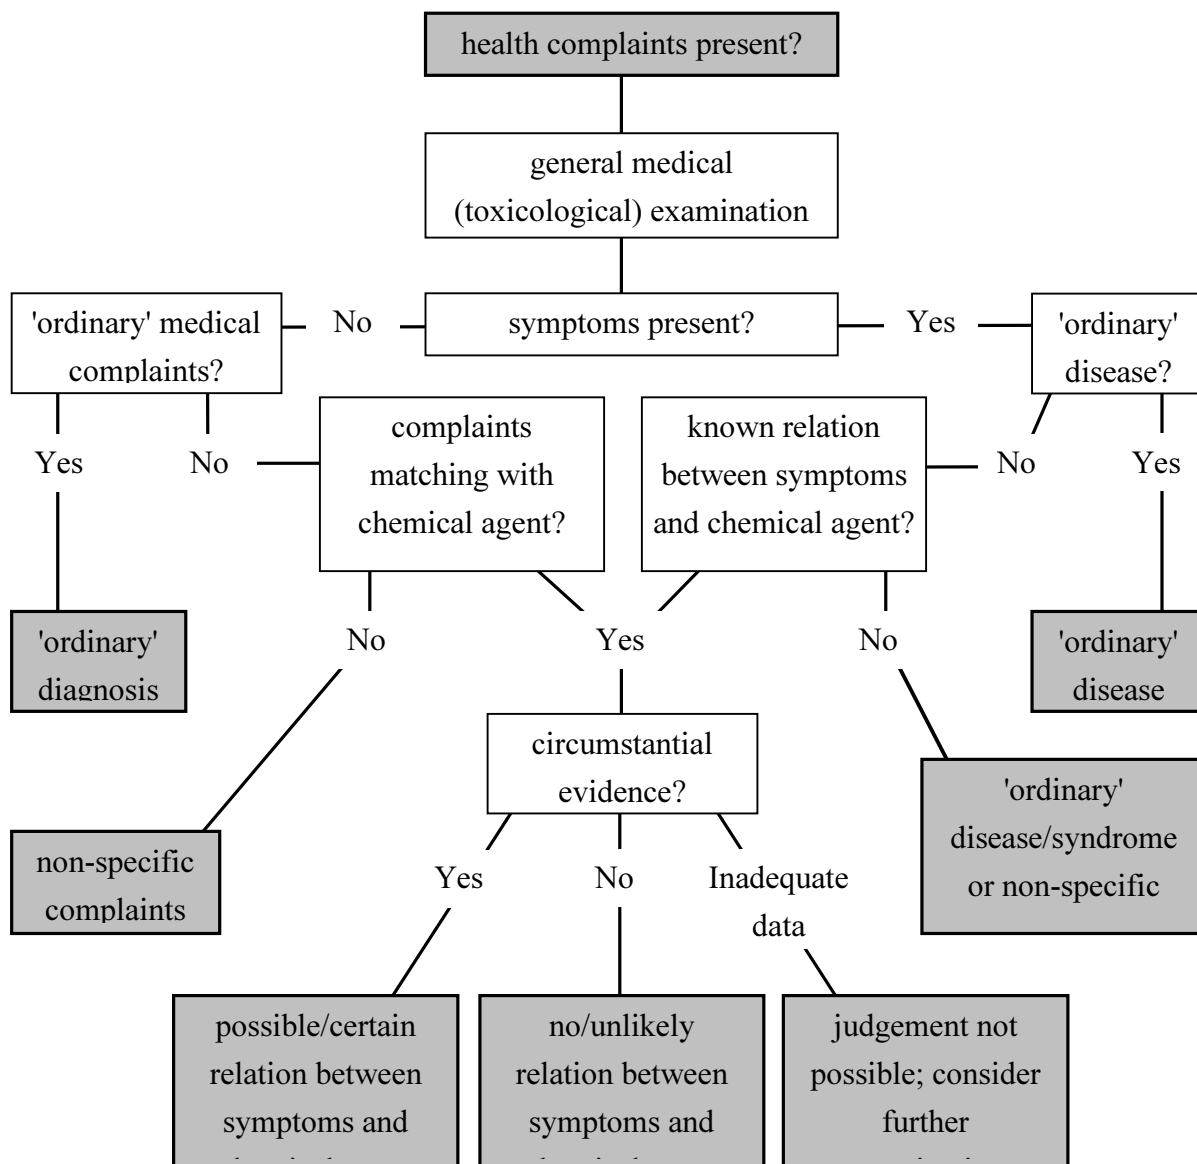 health complaints present?
general medical
(toxicological) examination
'ordinary' medical
complaints?
No
symptoms present?
Yes
'ordinary'
disease?
Yes
No
complaints
matching with
chemical agent?
known relation
between symptoms
and chemical agent?
No
Yes
'ordinary'
diagnosis
No
Yes
No
'ordinary'
disease
circumstantial
evidence?
'ordinary'
disease/syndrome
or non-specific
non-specific
complaints
Yes
No
Inadequate
data
possible/certain
relation between
symptoms and
no/unlikely
relation between
symptoms and
judgement not
possible; consider
further